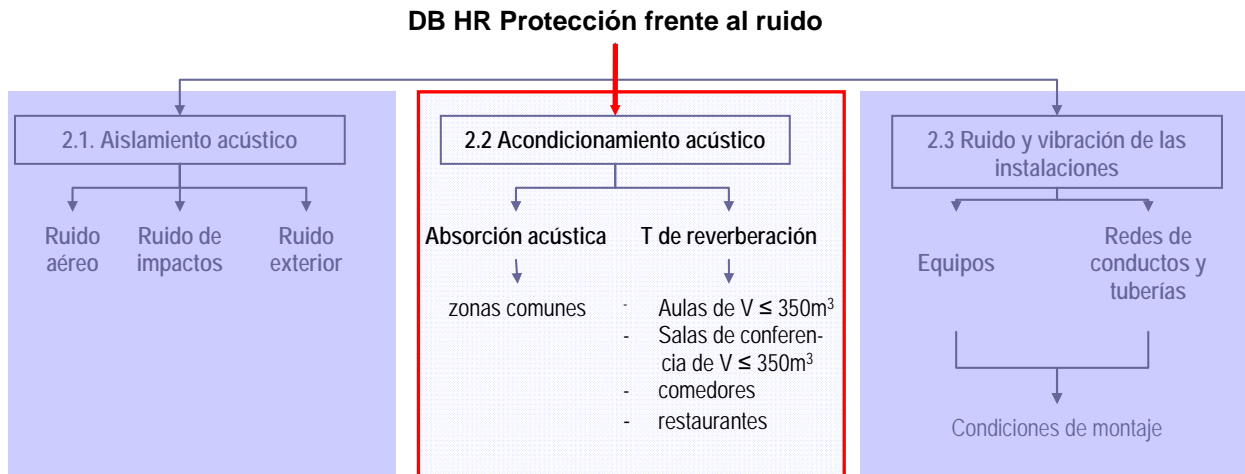 DB HR Protección frente al ruido
2.1. Aislamiento acústico
Ruido
aéreo
Ruido de
impactos
Ruido
exterior
2.2 Acondicionamiento acústico
Absorción acústica
zonas comunes
T de reverberación
- Aulas de V ≤ 350m³
- Salas de conferen-
cia de V ≤ 350m³
- comedores
- restaurantes
2.3 Ruido y vibración de las
instalaciones
Equipos
Redes de
conductos y
tuberías
Condiciones de montaje